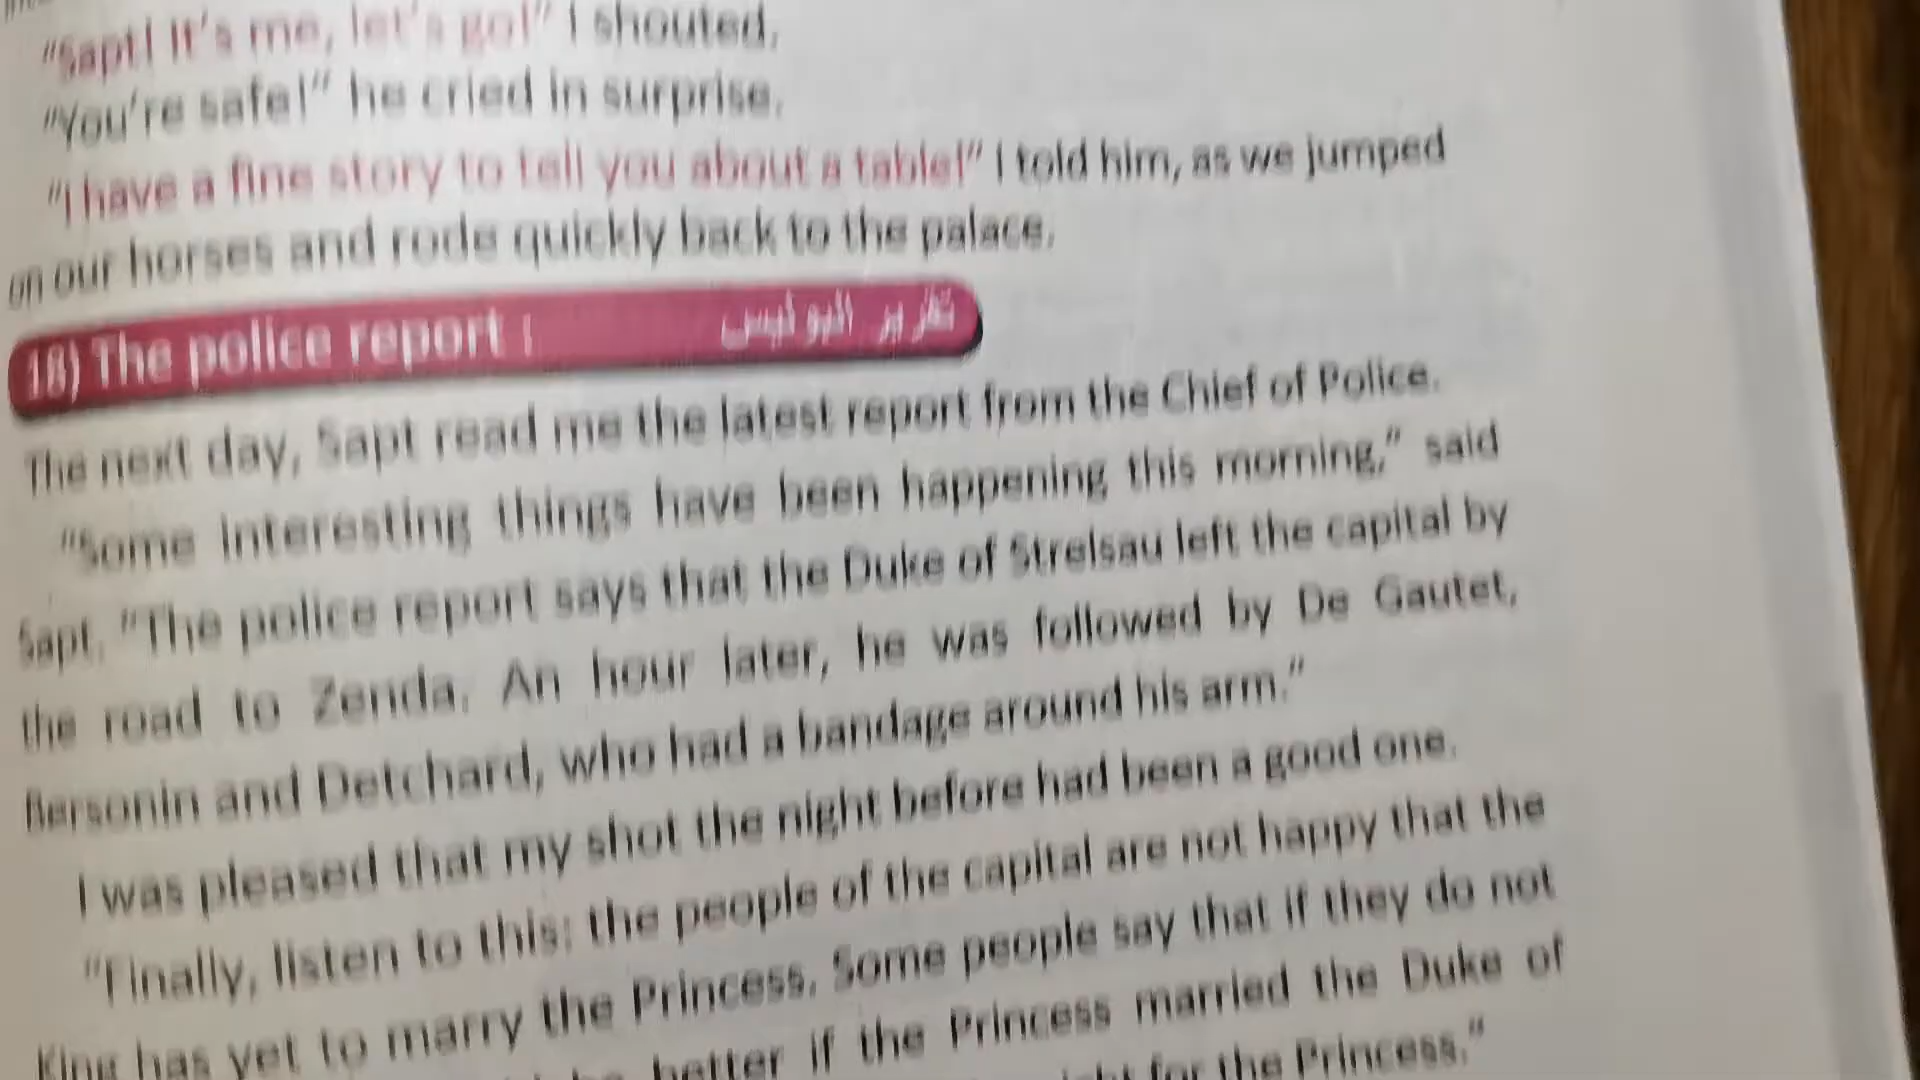 "Sapt! It's me, let's go!" I shouted.
"You're safe!" he cried in surprise.
"I have a fine story to tell you about a table!" I told him, as we jumped
on our horses and rode quickly back to the palace.
18) The police report : تقرير البوليس
The next day, Sapt read me the latest report from the Chief of Police.
"Some interesting things have been happening this morning," said
Sapt. "The police report says that the Duke of Strelsau left the capital by
the road to Zenda. An hour later, he was followed by De Gautet,
Bersonin and Detchard, who had a bandage around his arm."
I was pleased that my shot the night before had been a good one.
"Finally, listen to this: the people of the capital are not happy that the
King has yet to marry the Princess. Some people say that if they do not
better if the Princess married the Duke of
for the Princess."